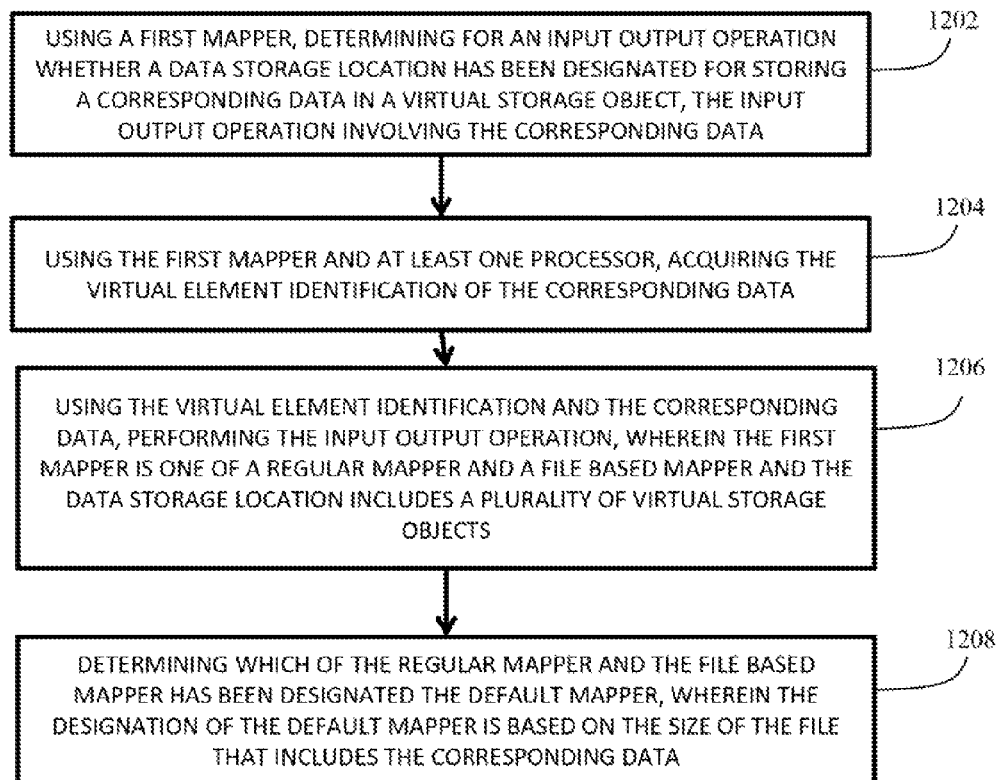 1202
USING A FIRST MAPPER, DETERMINING FOR AN INPUT OUTPUT OPERATION
WHETHER A DATA STORAGE LOCATION HAS BEEN DESIGNATED FOR STORING
A CORRESPONDING DATA IN A VIRTUAL STORAGE OBJECT, THE INPUT
OUTPUT OPERATION INVOLVING THE CORRESPONDING DATA
1204
USING THE FIRST MAPPER AND AT LEAST ONE PROCESSOR, ACQUIRING THE
VIRTUAL ELEMENT IDENTIFICATION OF THE CORRESPONDING DATA
1206
USING THE VIRTUAL ELEMENT IDENTIFICATION AND THE CORRESPONDING
DATA, PERFORMING THE INPUT OUTPUT OPERATION, WHEREIN THE FIRST
MAPPER IS ONE OF A REGULAR MAPPER AND A FILE BASED MAPPER AND THE
DATA STORAGE LOCATION INCLUDES A PLURALITY OF VIRTUAL STORAGE
OBJECTS
1208
DETERMINING WHICH OF THE REGULAR MAPPER AND THE FILE BASED
MAPPER HAS BEEN DESIGNATED THE DEFAULT MAPPER, WHEREIN THE
DESIGNATION OF THE DEFAULT MAPPER IS BASED ON THE SIZE OF THE FILE
THAT INCLUDES THE CORRESPONDING DATA